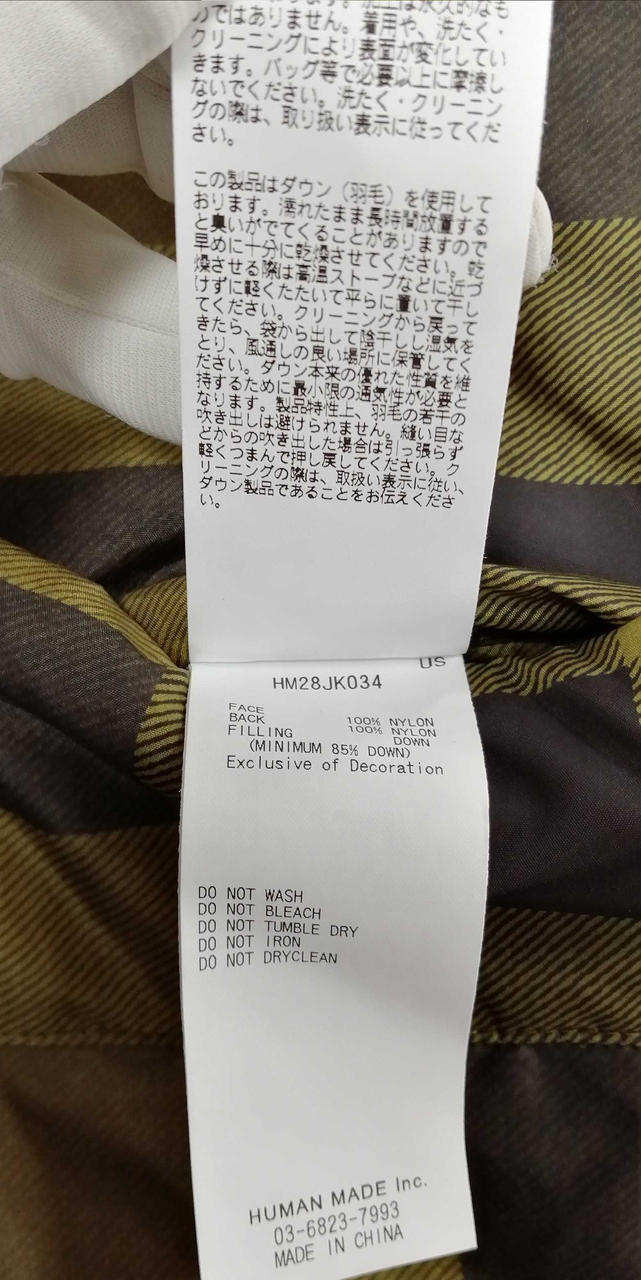 のではありません。着用や、洗たく・
クリーニングにより表面が変化してい
きます。バッグ等で必要以上に摩擦し
ないでください。洗たく・クリーニン
グの際は、取り扱い表示に従ってくだ
さい。
この製品はダウン（羽毛）を使用して
おります。濡れたまま長時間放置する
と臭いがでてくることがありますので
早めに十分に乾燥させてください。乾
燥させる際は高温ストーブなどに近づ
けずに軽くたたいて平らに置いて干し
てください。クリーニングから戻って
きたら、袋から出して陰干しし湿気を
とり、風通しの良い場所に保管してく
ださい。ダウン本来の優れた性質を維
持するために最小限の通気性が必要と
なります。製品特性上、羽毛の若干の
吹き出しは避けられません。縫い目な
どからの吹き出した場合は引っ張らず
軽くつまんで押し戻してください。ク
リーニングの際は、取扱い表示に従い、
ダウン製品であることをお伝えくださ
い。
US
HM28JK034
FACE 100% NYLON
BACK 100% NYLON
FILLING DOWN
(MINIMUM 85% DOWN)
Exclusive of Decoration
DO NOT WASH
DO NOT BLEACH
DO NOT TUMBLE DRY
DO NOT IRON
DO NOT DRYCLEAN
HUMAN MADE Inc.
03-6823-7993
MADE IN CHINA